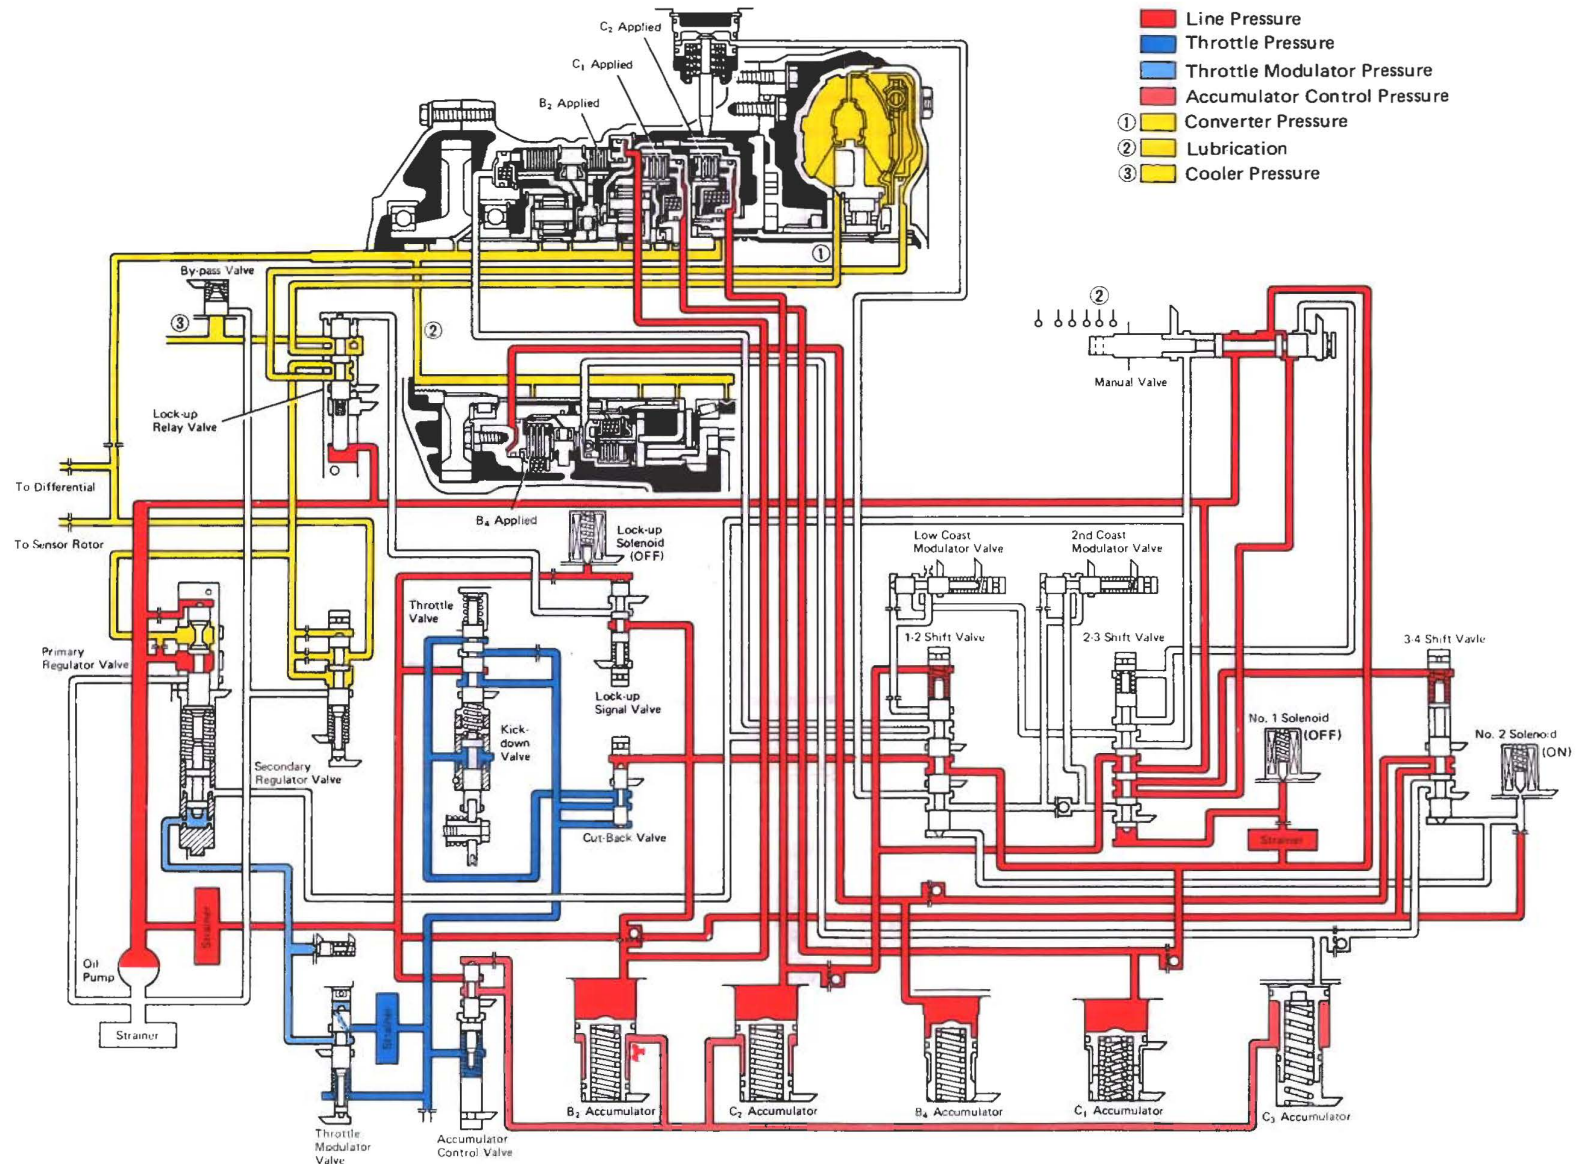 Line Pressure
Throttle Pressure
Throttle Modulator Pressure
Accumulator Control Pressure
① Converter Pressure
② Lubrication
③ Cooler Pressure
C₂ Applied
C₁ Applied
B₂ Applied
①
By-pass Valve
③
②
②
Manual Valve
Lock-up
Relay Valve
To Differential
To Sensor Rotor
B₄ Applied
Lock-up
Solenoid
(OFF)
Low Coast
Modulator Valve
2nd Coast
Modulator Valve
Throttle
Valve
1-2 Shift Valve
2-3 Shift Valve
3-4 Shift Vavle
Primary
Regulator Valve
Lock-up
Signal Valve
No. 1 Solenoid
(OFF)
No. 2 Solenoid
(ON)
Kick-
down
Valve
Secondary
Regulator Valve
Cut-Back Valve
Strainer
Strainer
Oil
Pump
Strainer
Strainer
B₂ Accumulator
C₂ Accumulator
B₄ Accumulator
C₁ Accumulator
C₃ Accumulator
Throttle
Modulator
Valve
Accumulator
Control Valve